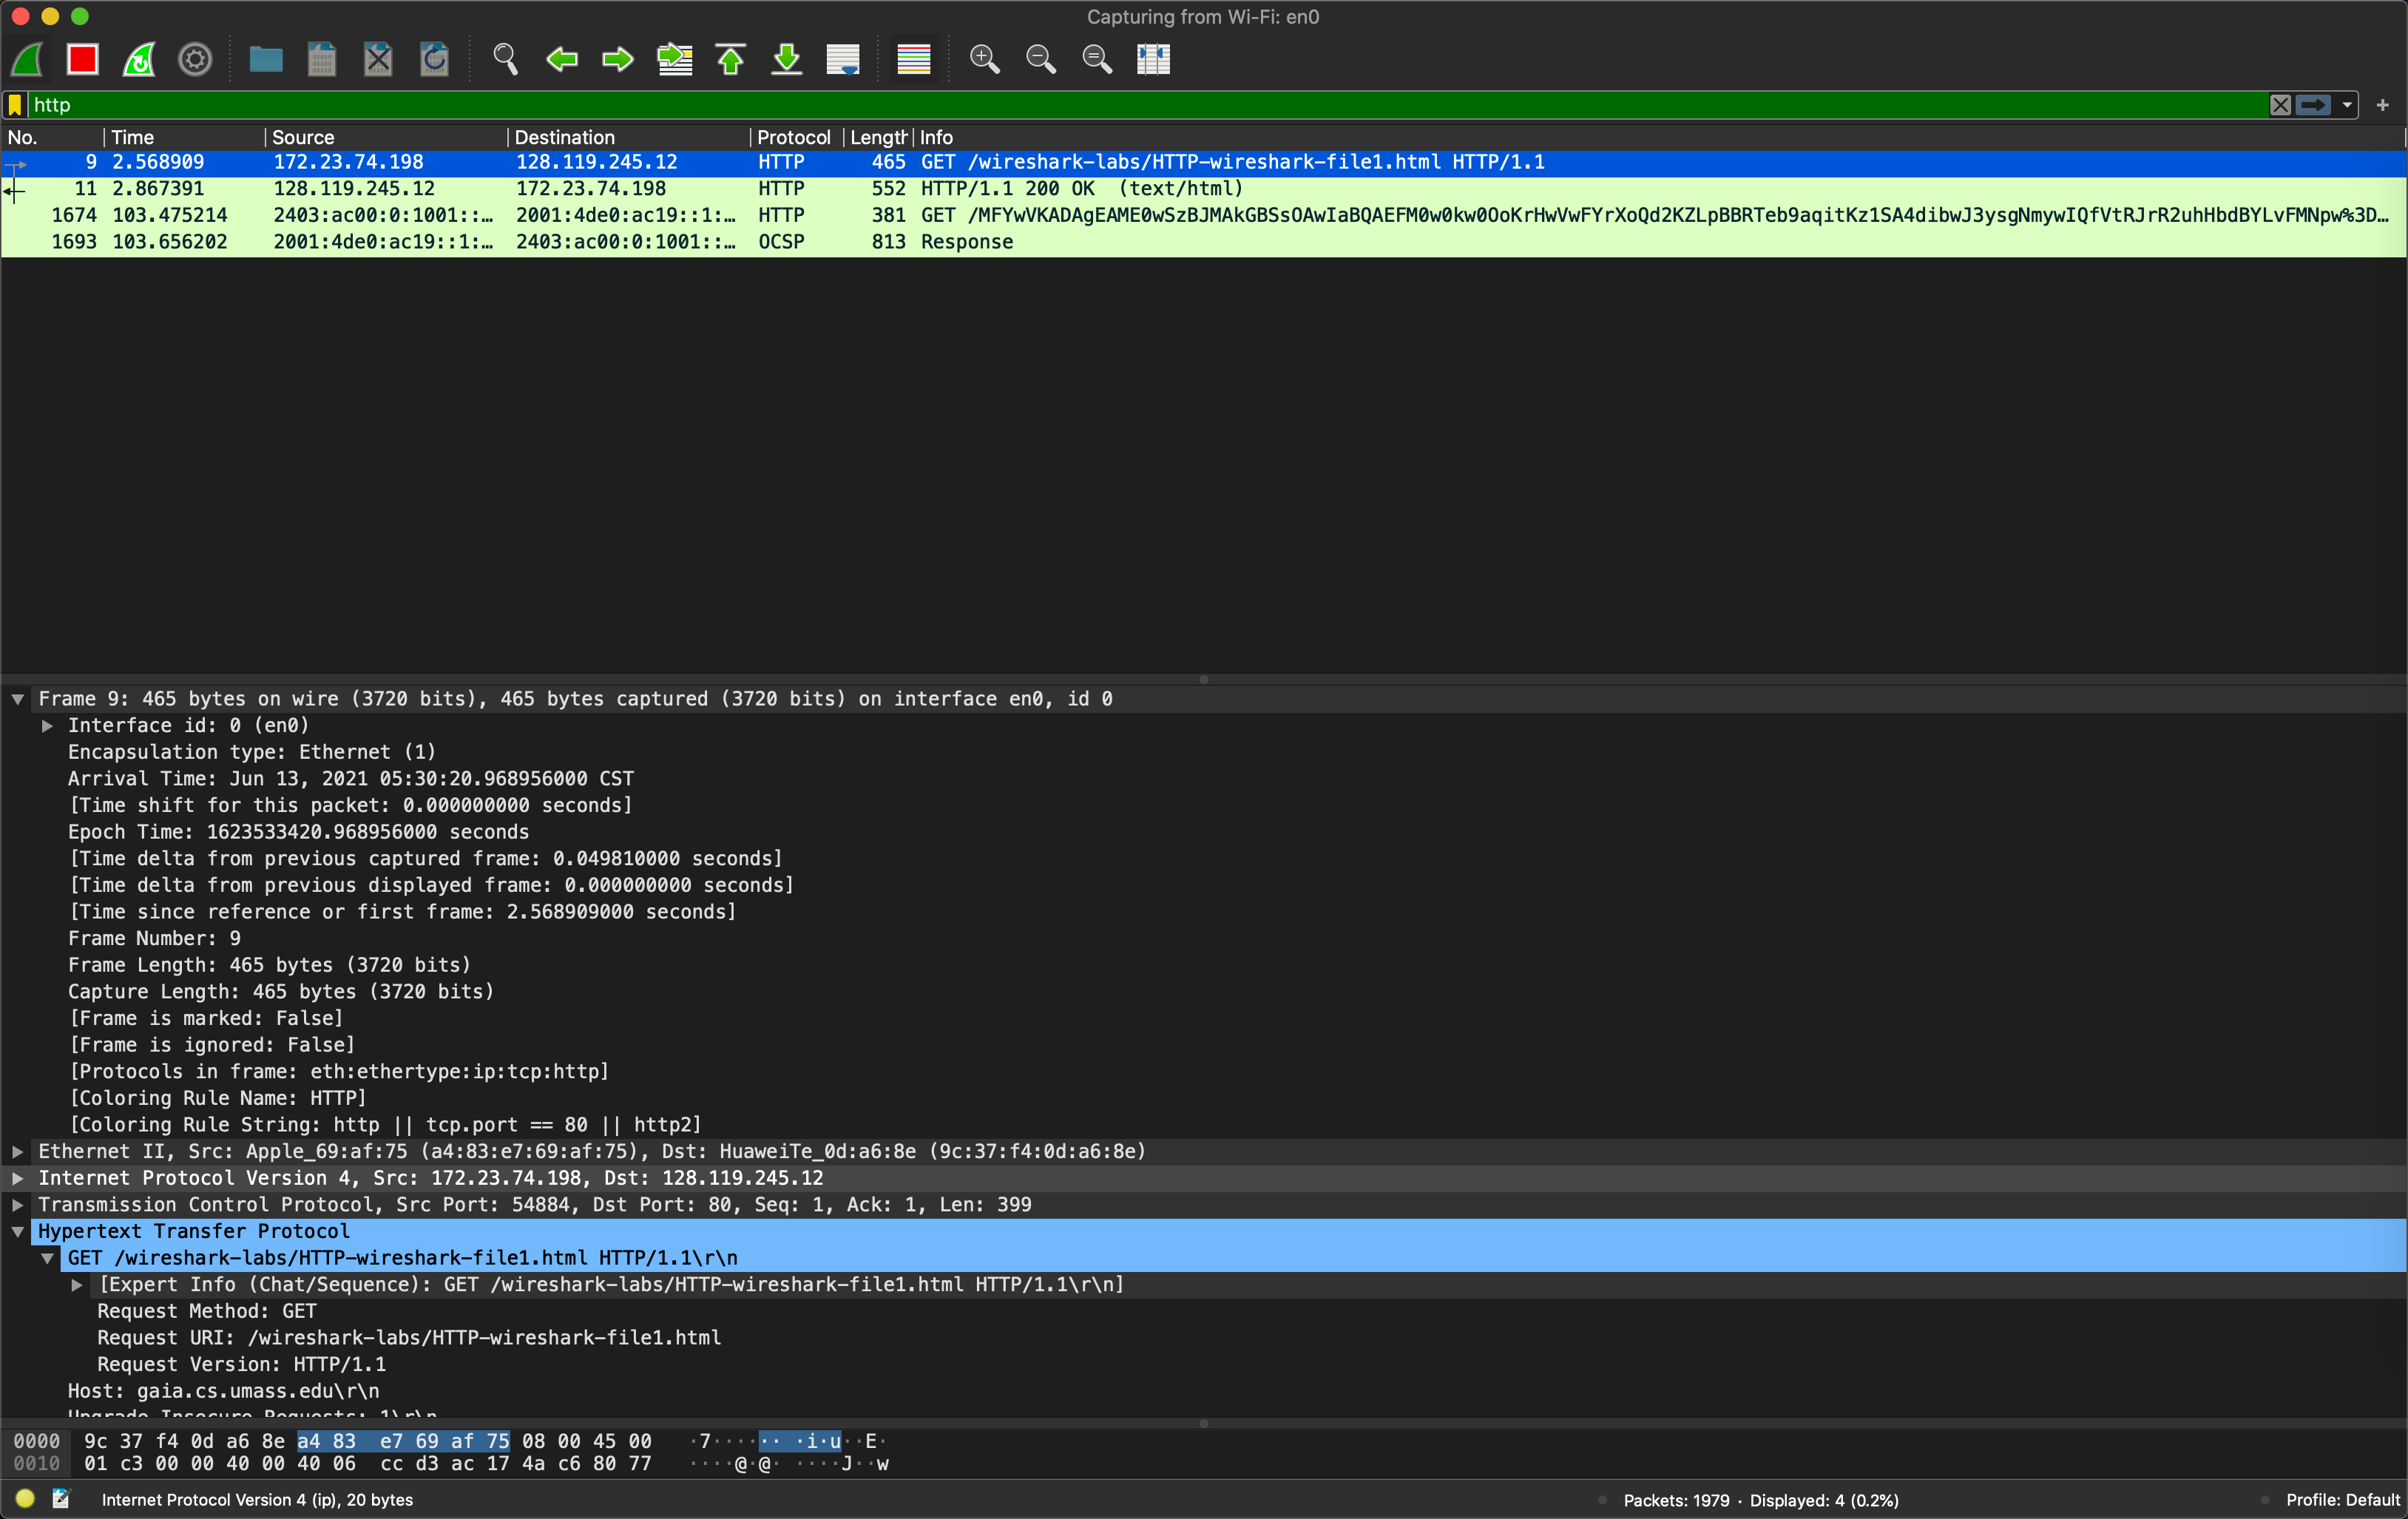 Capturing from Wi-Fi: en0
http
No. Time Source Destination Protocol Length Info
9 2.568909 172.23.74.198 128.119.245.12 HTTP 465 GET /wireshark-labs/HTTP-wireshark-file1.html HTTP/1.1
11 2.867391 128.119.245.12 172.23.74.198 HTTP 552 HTTP/1.1 200 OK (text/html)
1674 103.475214 2403:ac00:0:1001::… 2001:4de0:ac19::1:… HTTP 381 GET /MFYwVKADAgEAME0wSzBJMAkGBSsOAwIaBQAEFM0w0kw0OoKrHwVwFYrXoQd2KZLpBBRTeb9aqitKz1SA4dibwJ3ysgNmywIQfVtRJrR2uhHbdBYLvFMNpw%3D…
1693 103.656202 2001:4de0:ac19::1:… 2403:ac00:0:1001::… OCSP 813 Response
Frame 9: 465 bytes on wire (3720 bits), 465 bytes captured (3720 bits) on interface en0, id 0
Interface id: 0 (en0)
Encapsulation type: Ethernet (1)
Arrival Time: Jun 13, 2021 05:30:20.968956000 CST
[Time shift for this packet: 0.000000000 seconds]
Epoch Time: 1623533420.968956000 seconds
[Time delta from previous captured frame: 0.049810000 seconds]
[Time delta from previous displayed frame: 0.000000000 seconds]
[Time since reference or first frame: 2.568909000 seconds]
Frame Number: 9
Frame Length: 465 bytes (3720 bits)
Capture Length: 465 bytes (3720 bits)
[Frame is marked: False]
[Frame is ignored: False]
[Protocols in frame: eth:ethertype:ip:tcp:http]
[Coloring Rule Name: HTTP]
[Coloring Rule String: http || tcp.port == 80 || http2]
Ethernet II, Src: Apple_69:af:75 (a4:83:e7:69:af:75), Dst: HuaweiTe_0d:a6:8e (9c:37:f4:0d:a6:8e)
Internet Protocol Version 4, Src: 172.23.74.198, Dst: 128.119.245.12
Transmission Control Protocol, Src Port: 54884, Dst Port: 80, Seq: 1, Ack: 1, Len: 399
Hypertext Transfer Protocol
GET /wireshark-labs/HTTP-wireshark-file1.html HTTP/1.1\r\n
[Expert Info (Chat/Sequence): GET /wireshark-labs/HTTP-wireshark-file1.html HTTP/1.1\r\n]
Request Method: GET
Request URI: /wireshark-labs/HTTP-wireshark-file1.html
Request Version: HTTP/1.1
Host: gaia.cs.umass.edu\r\n
Upgrade-Insecure-Requests: 1\r\n
0000 9c 37 f4 0d a6 8e a4 83 e7 69 af 75 08 00 45 00 ·7······ ·i·u··E·
0010 01 c3 00 00 40 00 40 06 cc d3 ac 17 4a c6 80 77 ····@·@· ····J··w
Internet Protocol Version 4 (ip), 20 bytes
Packets: 1979 · Displayed: 4 (0.2%)
Profile: Default